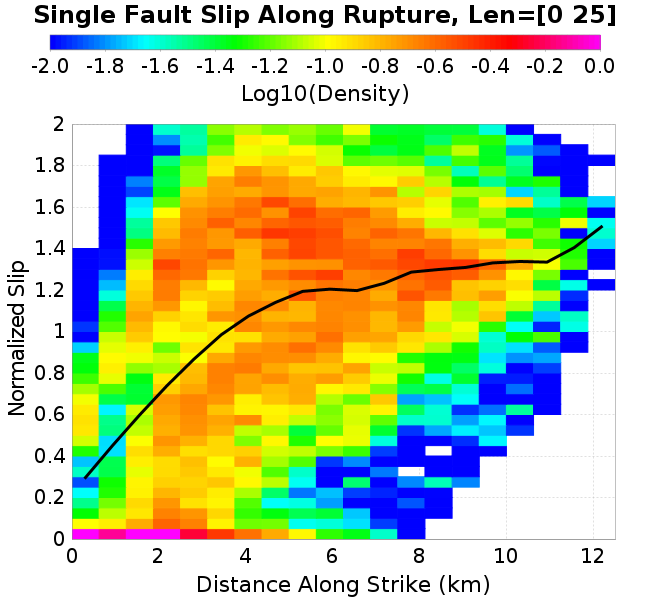 Single Fault Slip Along Rupture, Len=[0 25]
-2.0 -1.8 -1.6 -1.4 -1.2 -1.0 -0.8 -0.6 -0.4 -0.2 0.0
Log10(Density)
2
1.8
1.6
1.4
1.2
1
0.8
0.6
0.4
0.2
0
Normalized Slip
0 2 4 6 8 10 12
Distance Along Strike (km)